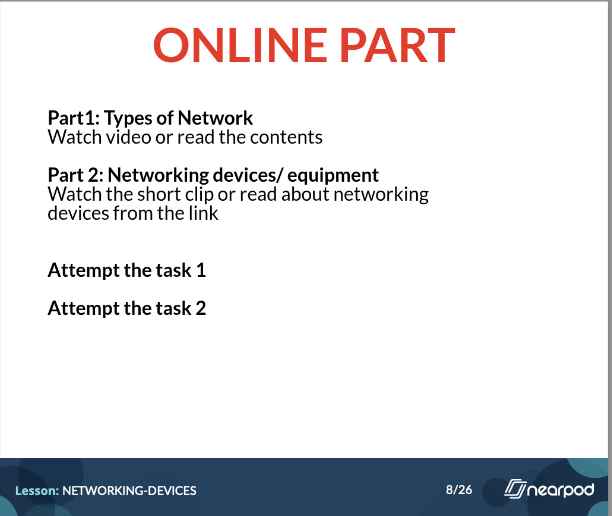 ONLINE PART
Part1: Types of Network
Watch video or read the contents
Part 2: Networking devices/ equipment
Watch the short clip or read about networking
devices from the link
Attempt the task 1
Attempt the task 2
Lesson: NETWORKING-DEVICES
8/26
nearpod